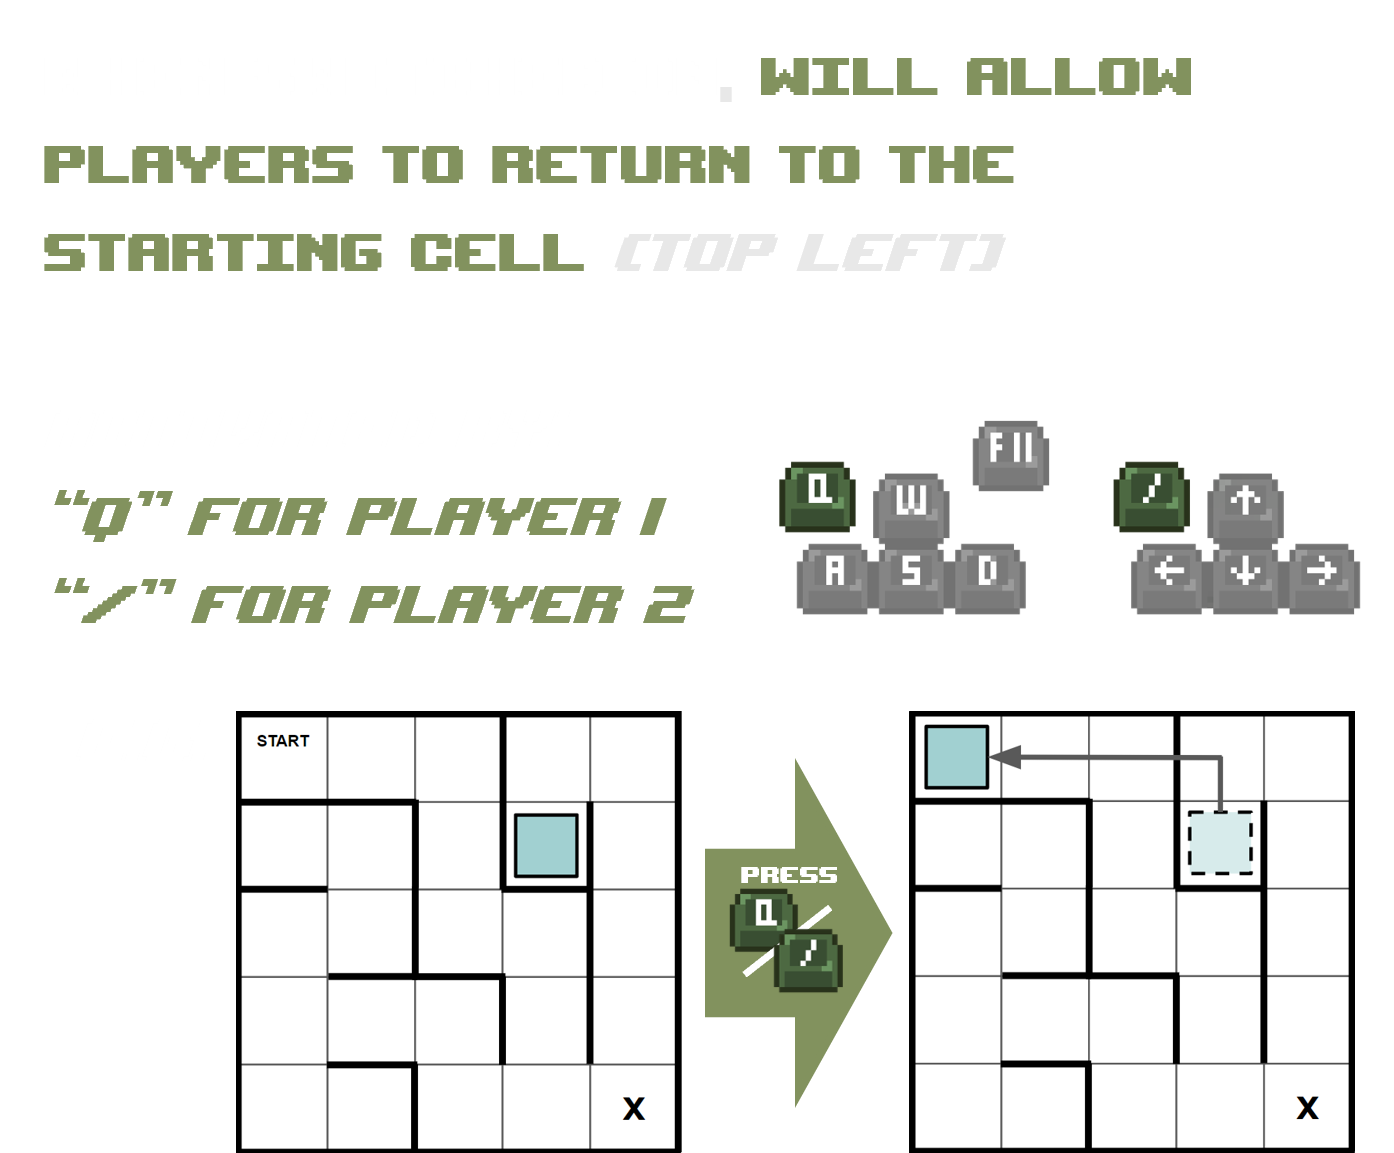 . WILL ALLOW
PLAYERS TO RETURN TO THE
STARTING CELL (TOP LEFT)
F11
Q W / ↑
A S D ← ↓ →
“Q” FOR PLAYER 1
“/” FOR PLAYER 2
START
PRESS
Q
/
X X